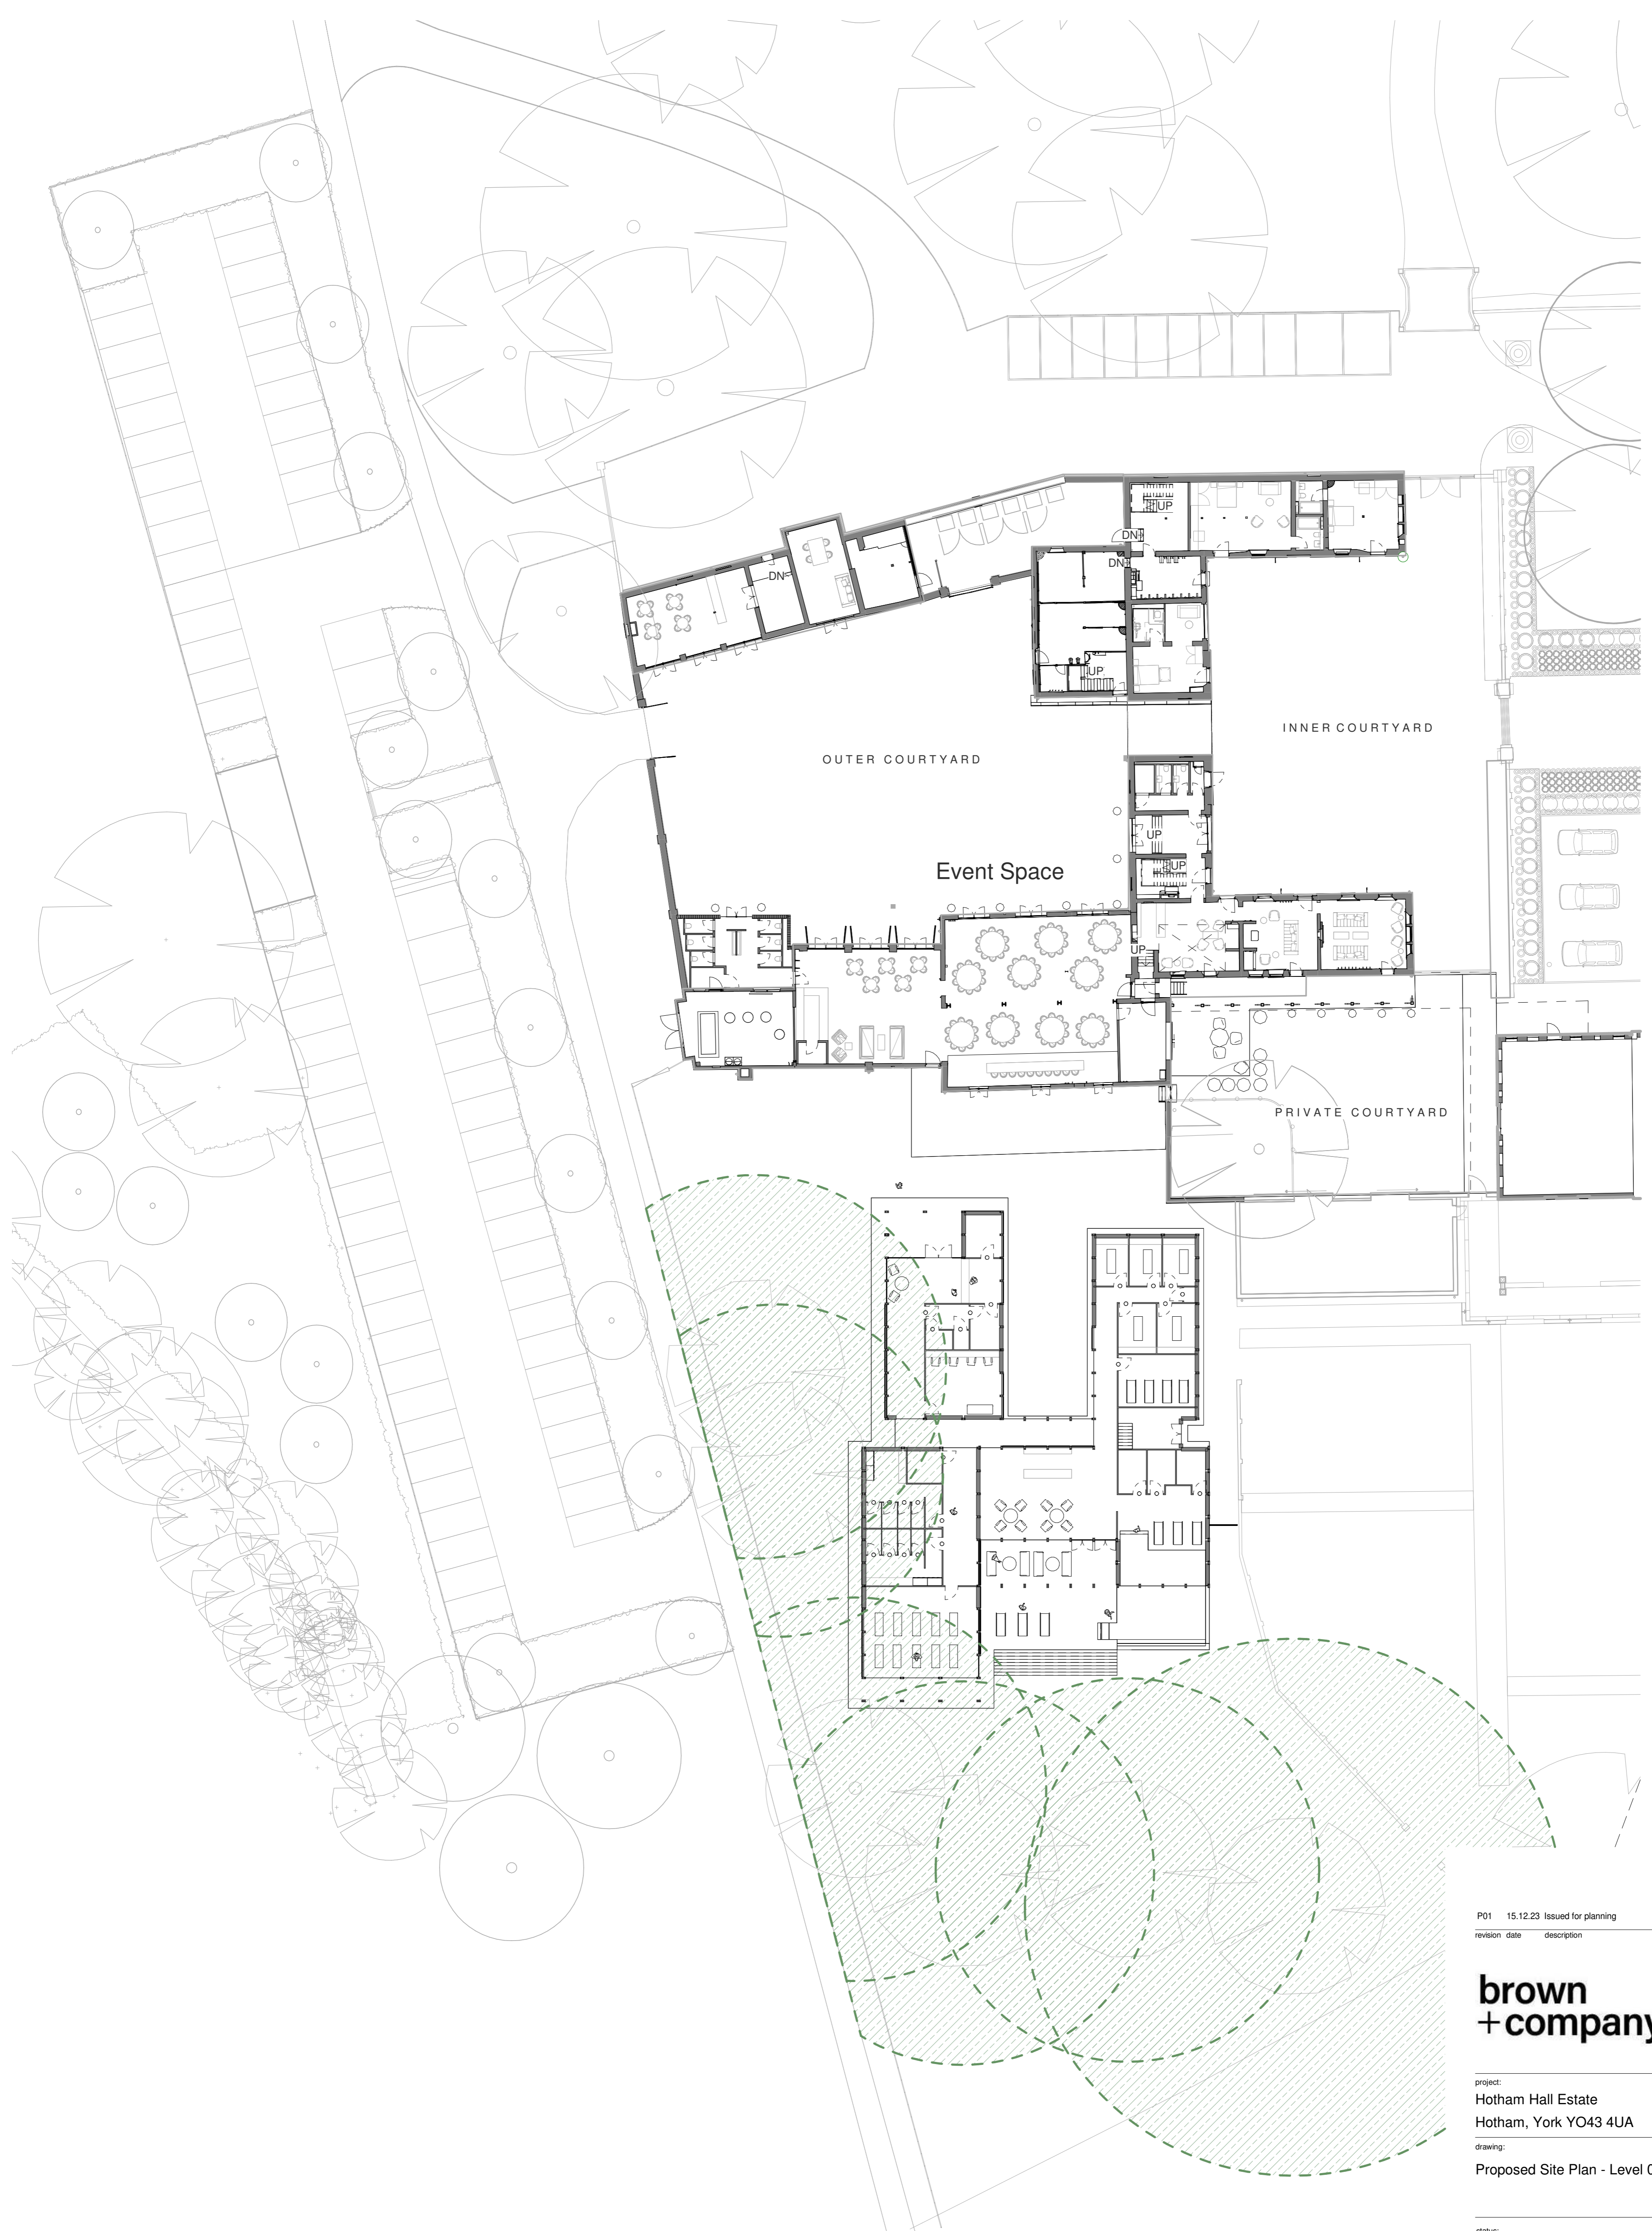 UP
DN
DN
DN
UP
INNER COURTYARD
OUTER COURTYARD
UP
Event Space
UP
UP
PRIVATE COURTYARD
P01 15.12.23 Issued for planning
revision date description
brown
+company
project:
Hotham Hall Estate
Hotham, York YO43 4UA
drawing:
Proposed Site Plan - Level